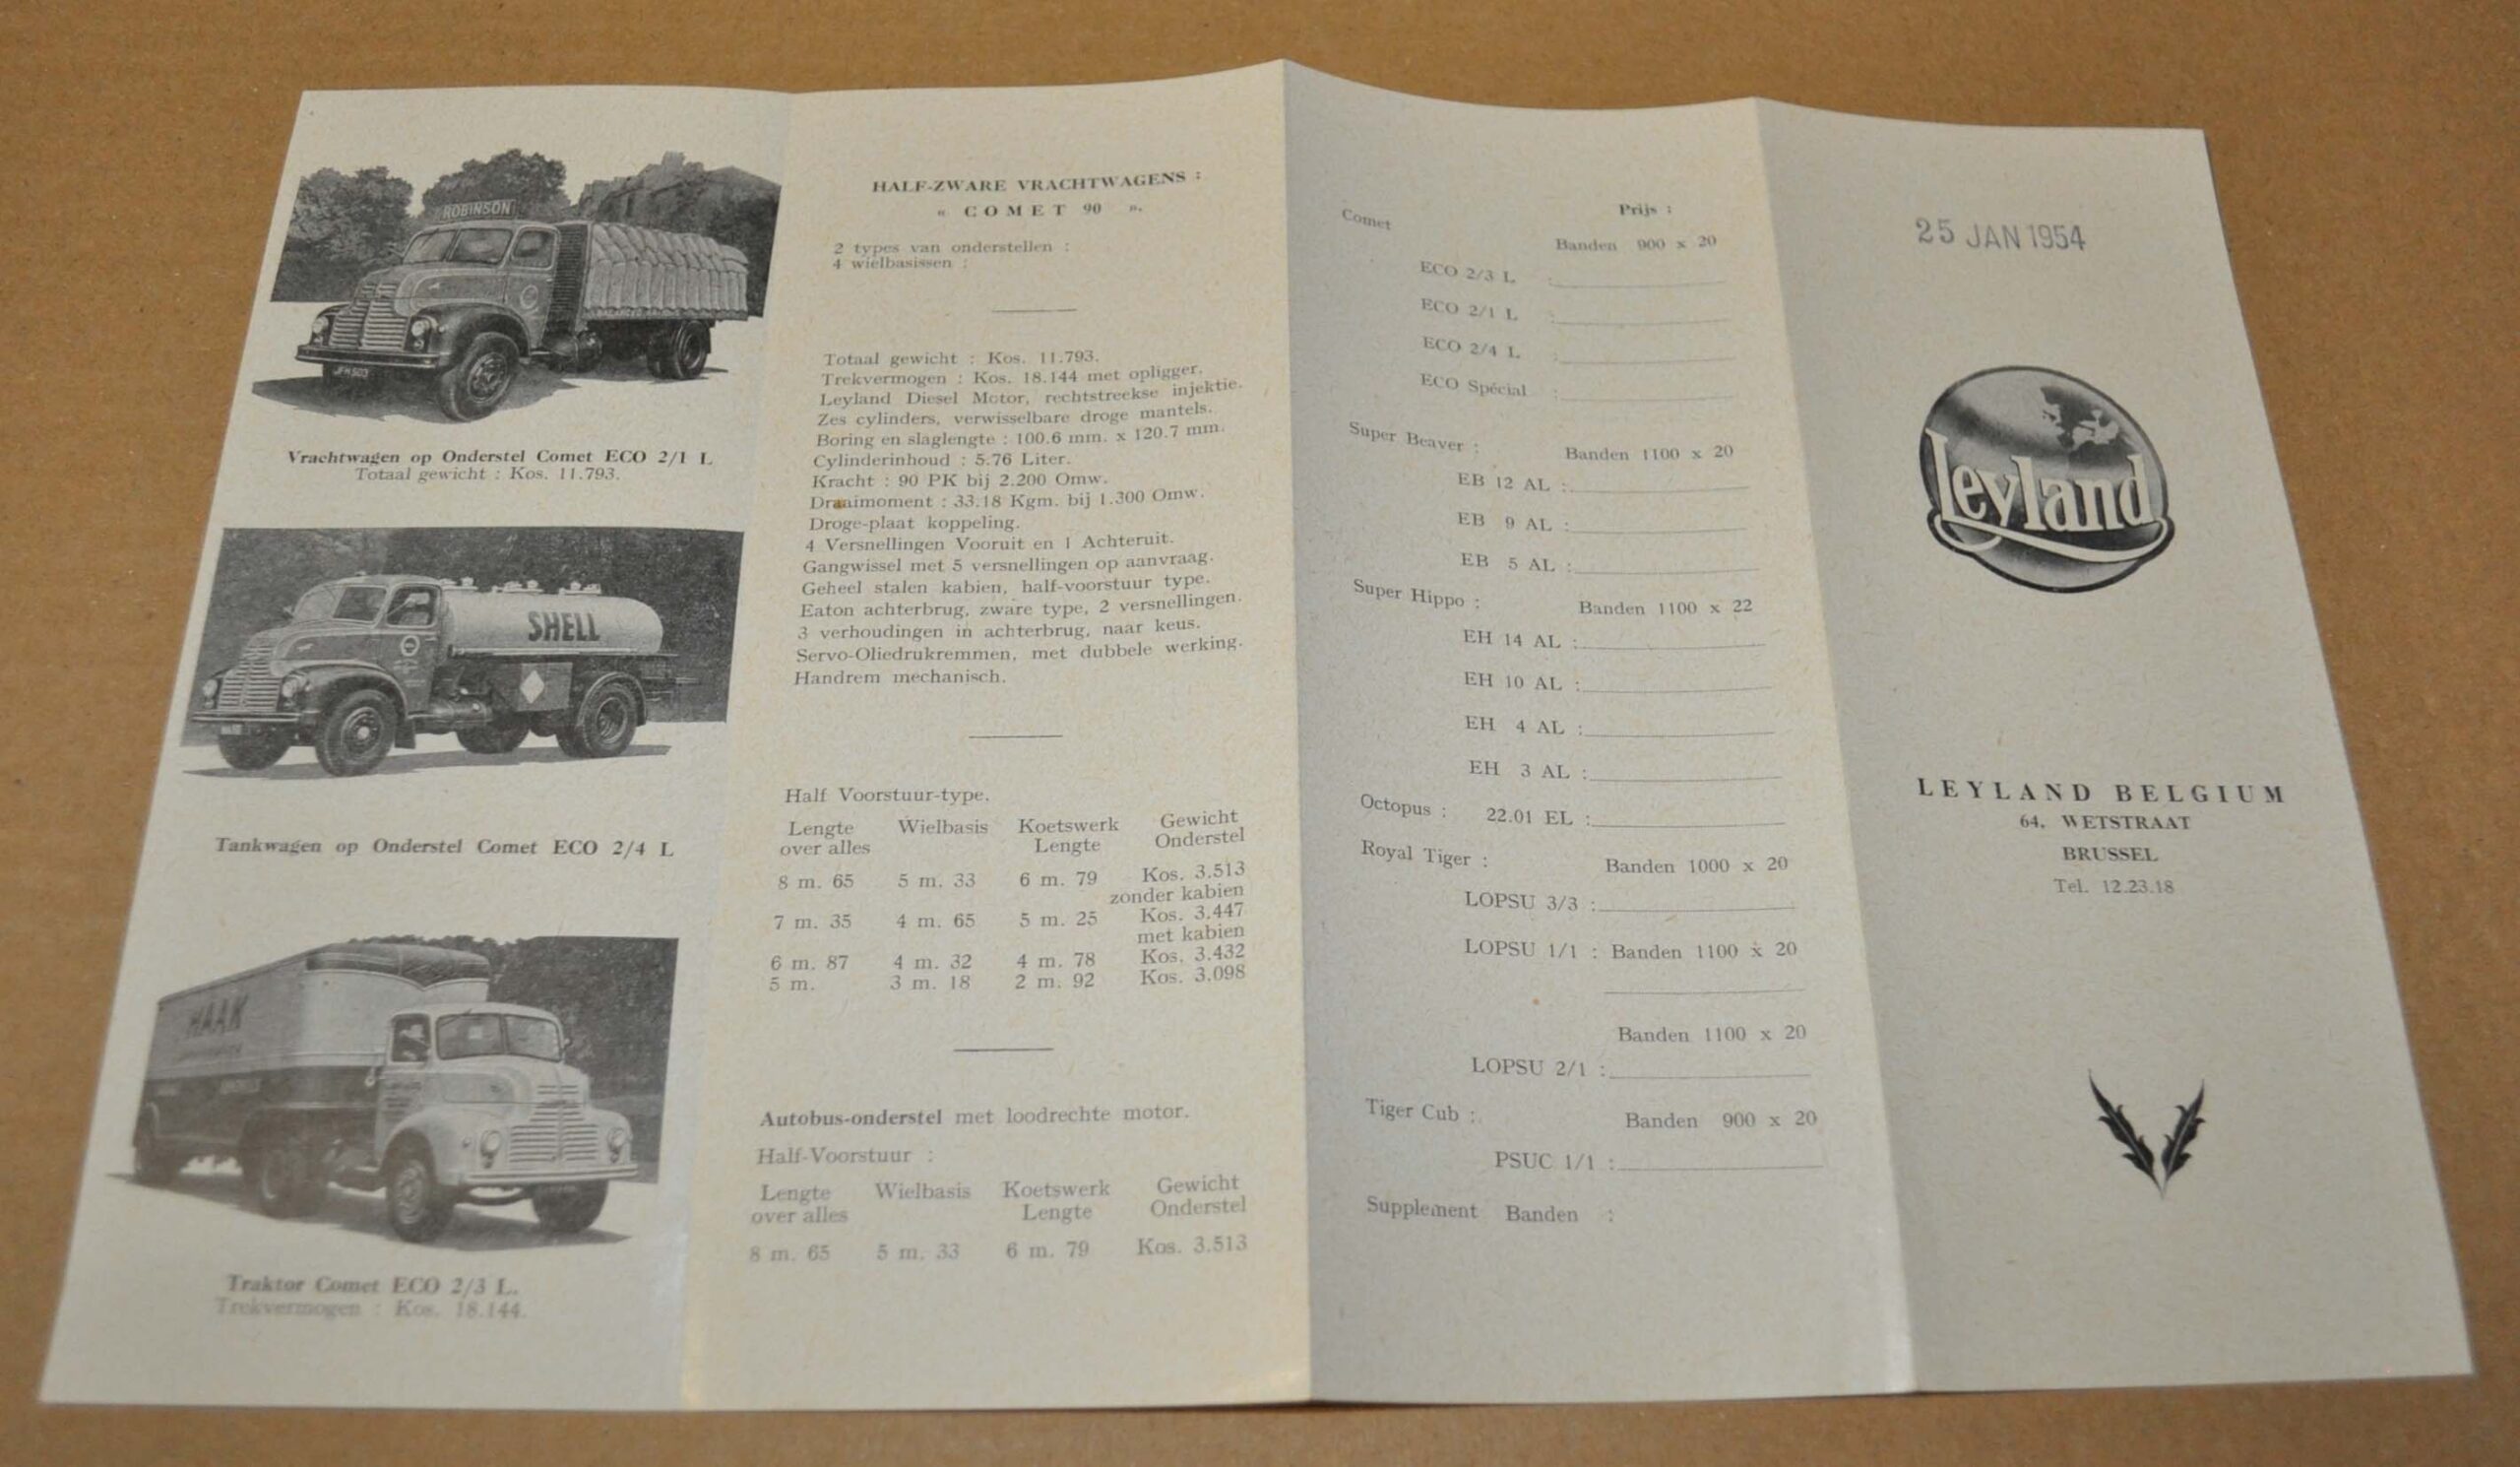 ROBINSON
JFH 503
Vrachtwagen op Onderstel Comet ECO 2/1 L
Totaal gewicht : Kos. 11.793.
SHELL
Tankwagen op Onderstel Comet ECO 2/4 L
HAAK
Traktor Comet ECO 2/3 L.
Trekvermogen : Kos. 18.144.
HALF-ZWARE VRACHTWAGENS :
« COMET 90 ».
2 types van onderstellen :
4 wielbasissen :
Totaal gewicht : Kos. 11.793.
Trekvermogen : Kos. 18.144 met opligger.
Leyland Diesel Motor, rechtstreekse injektie.
Zes cylinders, verwisselbare droge mantels.
Boring en slaglengte : 100.6 mm. x 120.7 mm.
Cylinderinhoud : 5.76 Liter.
Kracht : 90 PK bij 2.200 Omw.
Draaimoment : 33.18 Kgm. bij 1.300 Omw.
Droge-plaat koppeling.
4 Versnellingen Vooruit en 1 Achteruit.
Gangwissel met 5 versnellingen op aanvraag.
Geheel stalen kabien, half-voorstuur type.
Eaton achterbrug, zware type, 2 versnellingen.
3 verhoudingen in achterbrug, naar keus.
Servo-Oliedrukremmen, met dubbele werking.
Handrem mechanisch.
Half Voorstuur-type.
Lengte over alles Wielbasis Koetswerk Lengte Gewicht Onderstel
8 m. 65 5 m. 33 6 m. 79 Kos. 3.513
zonder kabien
7 m. 35 4 m. 65 5 m. 25 Kos. 3.447
met kabien
6 m. 87 4 m. 32 4 m. 78 Kos. 3.432
5 m. 3 m. 18 2 m. 92 Kos. 3.098
Autobus-onderstel met loodrechte motor.
Half-Voorstuur :
Lengte over alles Wielbasis Koetswerk Lengte Gewicht Onderstel
8 m. 65 5 m. 33 6 m. 79 Kos. 3.513
Prijs :
Comet
Banden 900 x 20
ECO 2/3 L :
ECO 2/1 L :
ECO 2/4 L :
ECO Spécial :
Super Beaver : Banden 1100 x 20
EB 12 AL :
EB 9 AL :
EB 5 AL :
Super Hippo : Banden 1100 x 22
EH 14 AL :
EH 10 AL :
EH 4 AL :
EH 3 AL :
Octopus : 22.01 EL :
Royal Tiger : Banden 1000 x 20
LOPSU 3/3 :
LOPSU 1/1 : Banden 1100 x 20
Banden 1100 x 20
LOPSU 2/1 :
Tiger Cub : Banden 900 x 20
PSUC 1/1 :
Supplement Banden :
25 JAN 1954
Leyland
LEYLAND BELGIUM
64, WETSTRAAT
BRUSSEL
Tel. 12.23.18